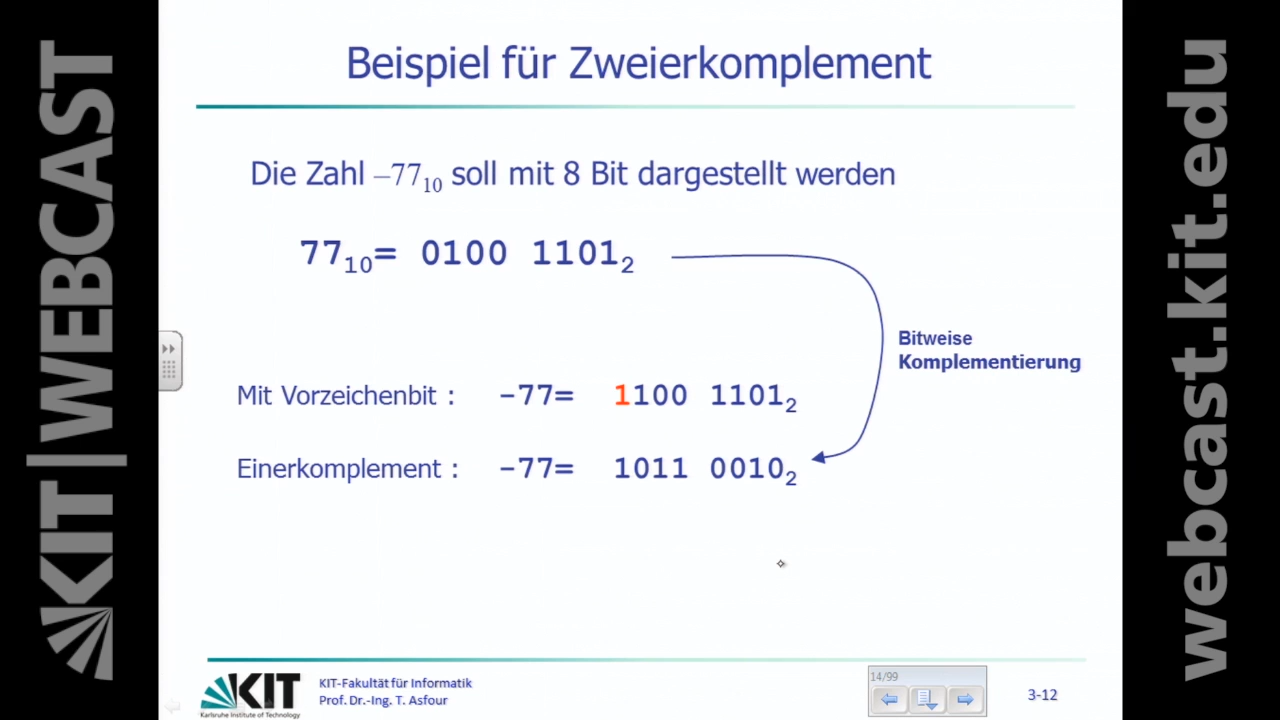 Beispiel für Zweierkomplement
Die Zahl −77₁₀ soll mit 8 Bit dargestellt werden
77₁₀= 0100 1101₂
Bitweise
Komplementierung
Mit Vorzeichenbit : -77= 1100 1101₂
Einerkomplement : -77= 1011 0010₂
KIT
Karlsruhe Institute of Technology
KIT-Fakultät für Informatik
Prof. Dr.-Ing. T. Asfour
14/99
3-12
KIT|WEBCAST
webcast.kit.edu